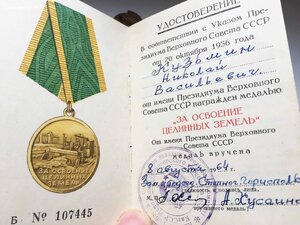 ЗА ОСВОЕНИЕ
ЦЕЛИННЫХ
ЗЕМЕЛЬ
Б № 107445
УДОСТОВЕРЕНИЕ
В соответствии с Указом Пре-
зидиума Верховного Совета СССР
от 20 октября 1956 года
Кузьмин
Николай
Васильевич
от имени Президиума Верховного
Совета СССР награжден медалью
"ЗА ОСВОЕНИЕ
ЦЕЛИННЫХ ЗЕМЕЛЬ"
От имени Президиума Верховного
Совета СССР
медаль вручена
8 августа 1964 г.